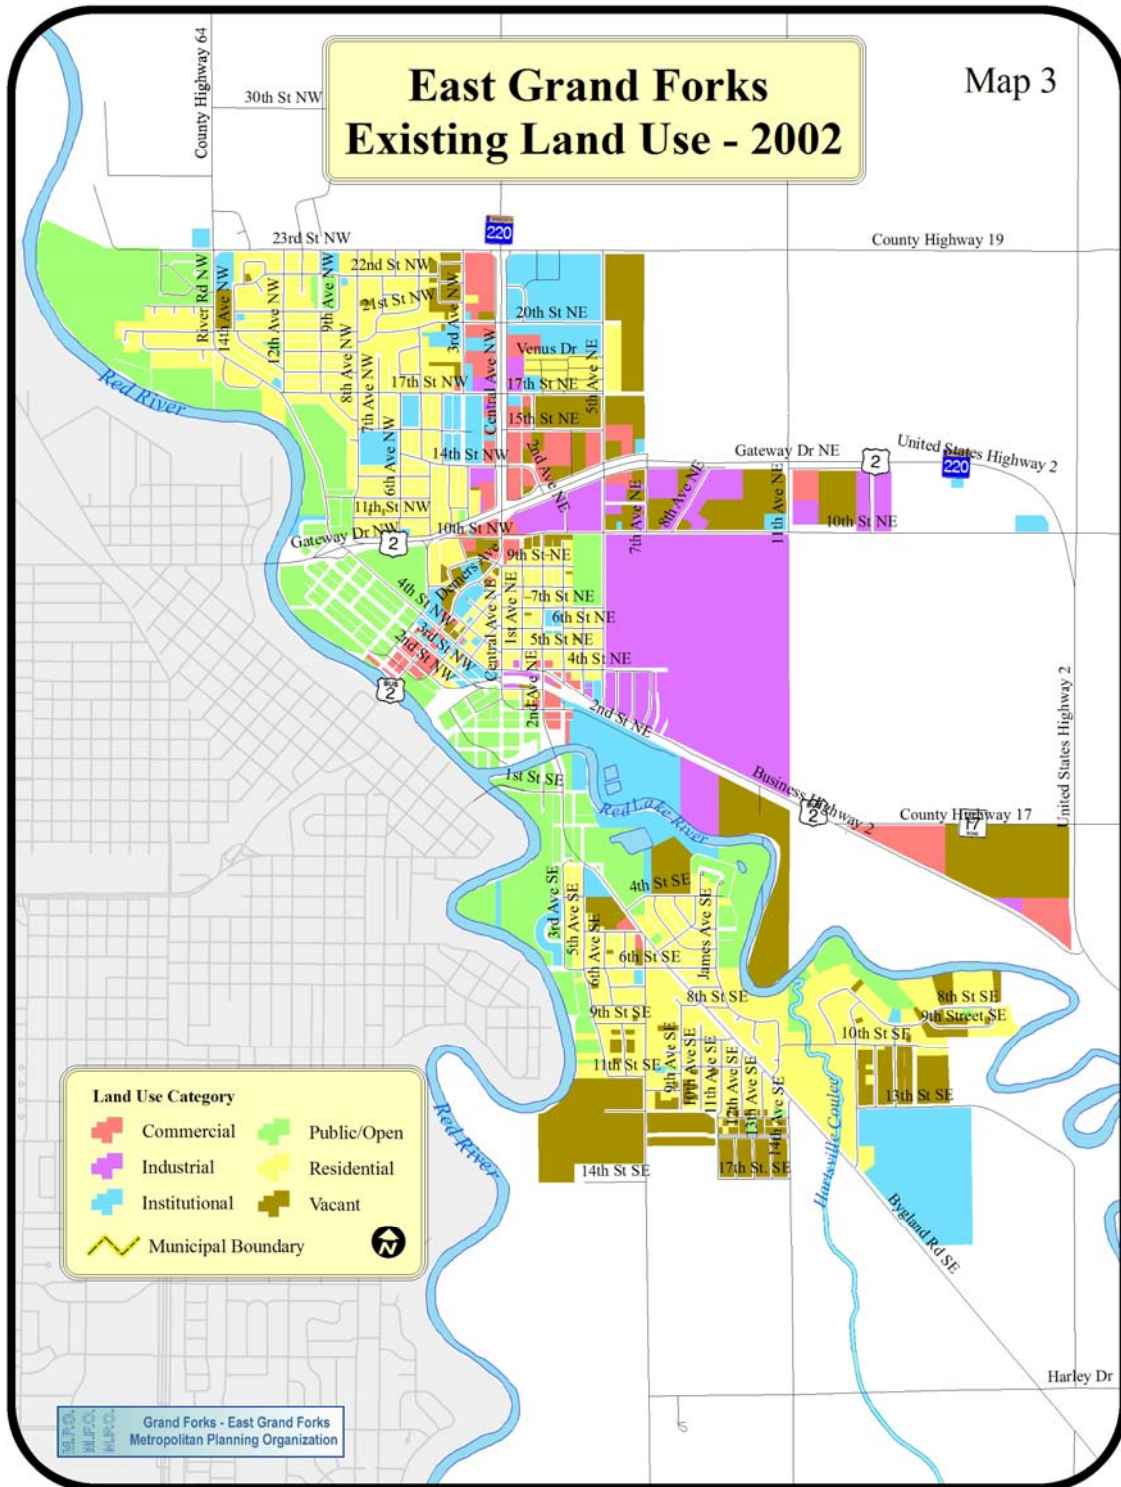 East Grand Forks
Existing Land Use - 2002
Map 3
County Highway 64
30th St NW
220
23rd St NW
County Highway 19
22nd St NW
River Rd NW
14th Ave NW
12th Ave NW
9th Ave NW
21st St NW
3rd Ave NW
20th St NE
8th Ave NW
7th Ave NW
Central Ave NW
Venus Dr
5th Ave NE
Red River
17th St NW
17th St NE
15th St NE
6th Ave NW
14th St NW
2nd Ave NE
Gateway Dr NE
2
United States Highway 2
220
11th St NW
7th Ave NE
8th Ave NE
11th Ave NE
10th St NE
Gateway Dr NW
2
10th St NW
9th St NE
Demers Ave
4th St NW
7th St NE
1st Ave NE
6th St NE
3rd St NW
Central Ave NE
5th St NE
2nd St NW
4th St NE
BUS
2
2nd Ave NE
2nd St NE
United States Highway 2
1st St SE
Business Highway 2
2
Red Lake River
County Highway 17
17
4th St SE
3rd Ave SE
5th Ave SE
6th Ave SE
James Ave SE
6th St SE
8th St SE
8th St SE
9th St SE
9th Street SE
10th St SE
11th St SE
9th Ave SE
10th Ave SE
11th Ave SE
12th Ave SE
13th Ave SE
14th Ave SE
13th St SE
14th St SE
17th St. SE
Hartsville Coulee
Bygland Rd SE
Red River
Harley Dr
Land Use Category
Commercial
Public/Open
Industrial
Residential
Institutional
Vacant
Municipal Boundary
N
M.P.O.
M.P.O.
M.P.O.
Grand Forks - East Grand Forks
Metropolitan Planning Organization